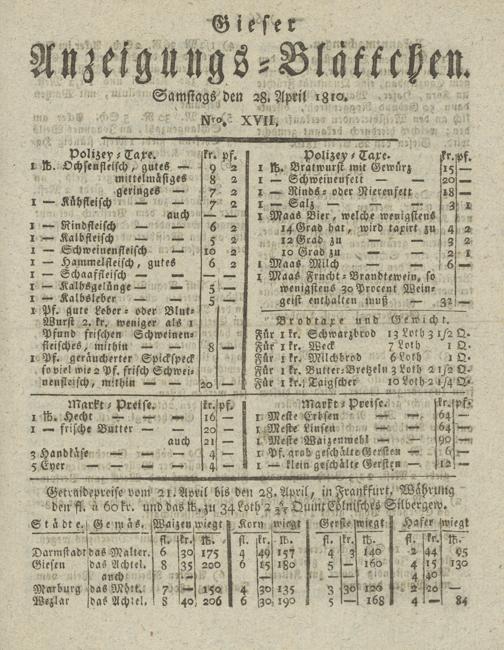 Gieser
Anzeigungs-Blättchen.
Samstags den 28. April 1810.
Nro. XVII.
Polizey-Taxe. kr. pf.
1 ℔. Ochsenfleisch, gutes — 9 2
mittelmäsiges 8 2
geringes — 7 2
1 — Kühfleisch — — 7 2
auch — —
1 — Rindfleisch — — 6 2
1 — Kalbfleisch — — 5 2
1 — Schweinenfleisch — 10 2
1 — Hammelfleisch, gutes 6 2
1 — Schaaffleisch — —
1 — Kalbsgelünge — — 5 —
1 — Kalbsleber — — 5 —
1 Pf. gute Leber- oder Blut-
Wurst 2. kr. weniger als 1
Pfund frischen Schweinen-
fleisches, mithin — — 8 —
1 Pf. geräucherter Spickspeck
so viel wie 2 Pf. frisch Schwei-
nenfleisch, mithin — — 20 —
Polizey-Taxe. kr. pf.
1 ℔. Bratwurst mit Gewürz 15 —
1 — Schweinenfett — — 20 —
1 — Rinds- oder Nierenfett 18 —
1 — Salz — — — 3 1
1 Maas Bier, welche wenigstens
14 Grad hat, wird taxirt zu 4 2
12 Grad zu — — 3 2
10 Grad zu — — 2 1
1 Maas Milch — — 6 —
1 Maas Frucht-Brandtewein, so
wenigstens 30 Procent Wein-
geist enthalten muß — — 32 —
Brodtaxe und Gewicht.
Für 1 kr. Schwarzbrod 13 Loth 3 1/2 Q.
Für 1 kr. Weck 7 Loth 1 Q.
Für 1 kr. Milchbrod 6 Loth 1 Q.
Für 1 kr. Butter-Bretzeln 3 Loth 2 1/2 Q.
Für 1 kr. Taigscher 10 Loth 2 1/4 Q.
Markt-Preise. kr. pf.
1 ℔. Hecht — — — 16 —
1 — frische Butter — — 20 —
auch 21 —
3 Handkäse — — — 4 —
5 Eyer — — — 4 —
Markt-Preise. kr. pf.
1 Meste Erbsen — — 64 —
1 Meste Linsen — — 64 —
1 Meste Waizenmehl — — 90 —
1 Pf. grob geschälte Gersten — 6 —
1 — klein geschälte Gersten — 12 —
Getraidepreise vom 21. April bis den 28. April, in Frankfurt. Währung
den fl. à 60 kr. und das ℔. zu 34 Loth 2 Quint Cölnisches Silbergew.
Städte. Gemäs. Waizen wiegt Korn wiegt Gerste wiegt Hafer wiegt
fl. kr. fl. kr. fl. kr. fl. kr.
Darmstadt das Malter. 6 30 175 4 49 157 4 3 140 2 44 95
Giesen das Achtel. 8 35 200 6 15 180 5 — 160 4 15 130
auch — — — — — — 4 40 —
Marburg das Mött. 7 — 150 4 30 135 3 30 126 2 20
Wezlar das Achtel. 8 40 206 6 30 190 5 — 168 4 — 84